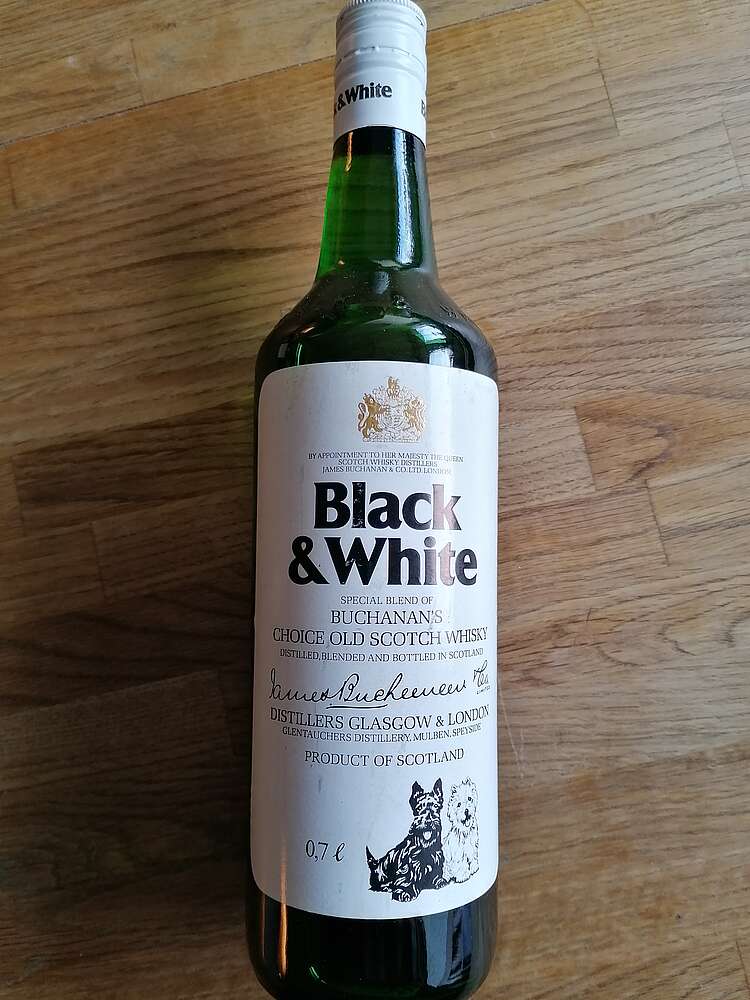 & White
BY APPOINTMENT TO HER MAJESTY THE QUEEN
SCOTCH WHISKY DISTILLERS
JAMES BUCHANAN & CO. LTD. LONDON
Black
& White
SPECIAL BLEND OF
BUCHANAN'S
CHOICE OLD SCOTCH WHISKY
DISTILLED, BLENDED AND BOTTLED IN SCOTLAND
James Buchanan & Co.
LIMITED
DISTILLERS GLASGOW & LONDON
GLENTAUCHERS DISTILLERY, MULBEN, SPEYSIDE
PRODUCT OF SCOTLAND
0,7 ℓ